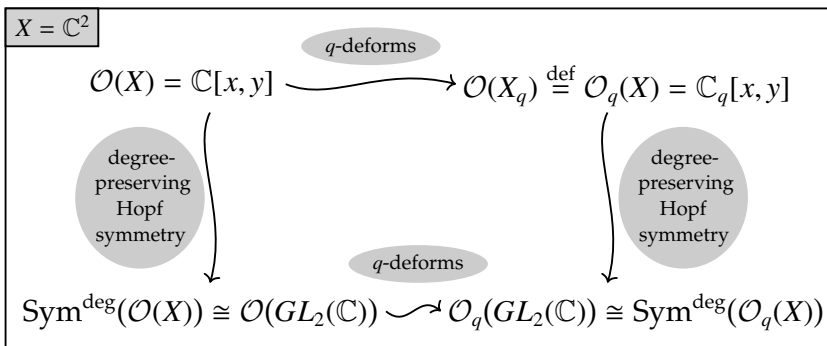 X = ℂ²
q-deforms
𝒪(X) = ℂ[x, y]
𝒪(X_q) ≝ 𝒪_q(X) = ℂ_q[x, y]
degree-
preserving
Hopf
symmetry
degree-
preserving
Hopf
symmetry
q-deforms
Sym^deg(𝒪(X)) ≅ 𝒪(GL₂(ℂ))
𝒪_q(GL₂(ℂ)) ≅ Sym^deg(𝒪_q(X))